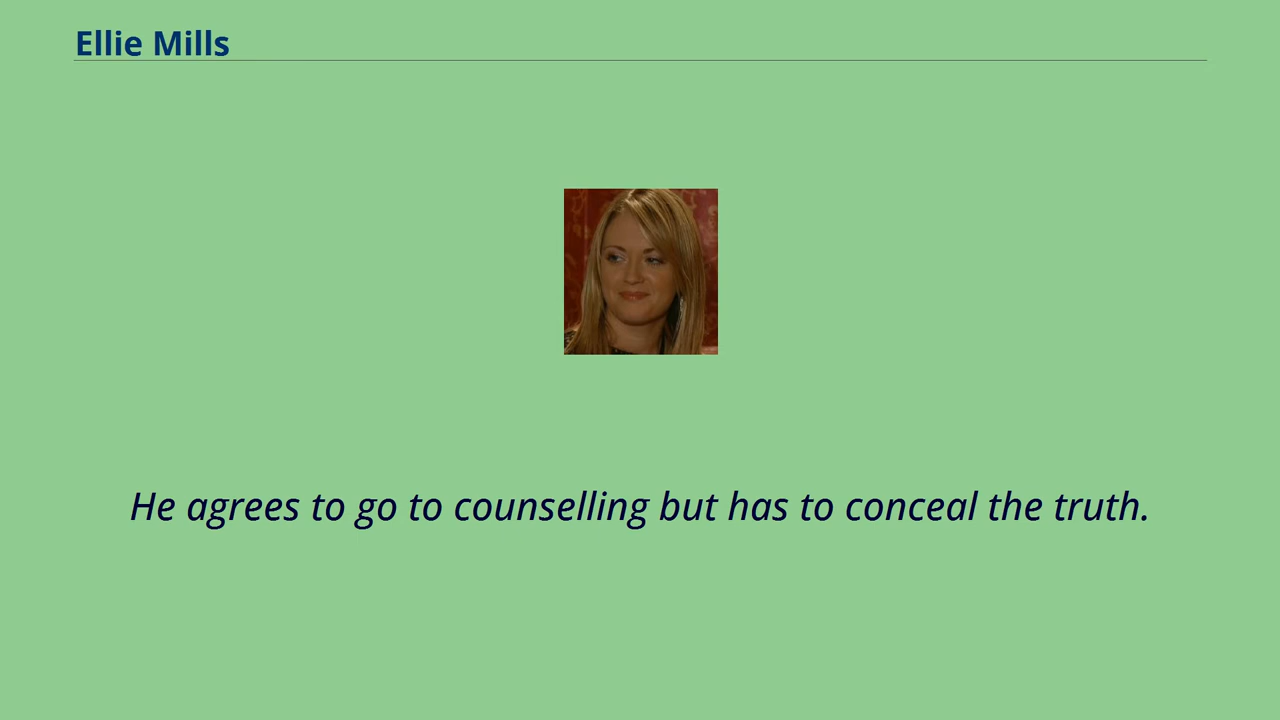 Ellie Mills
He agrees to go to counselling but has to conceal the truth.